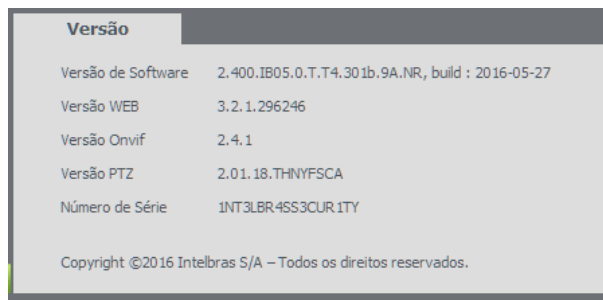 Versão
Versão de Software 2.400.IB05.0.T.T4.301b.9A.NR, build : 2016-05-27
Versão WEB 3.2.1.296246
Versão Onvif 2.4.1
Versão PTZ 2.01.18.THNYFSCA
Número de Série 1NT3LBR4SS3CUR1TY
Copyright ©2016 Intelbras S/A – Todos os direitos reservados.